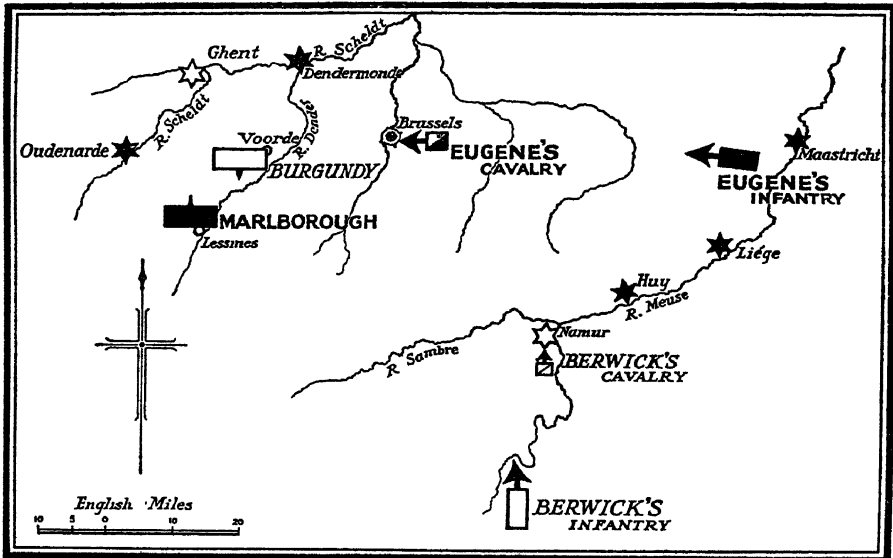 Ghent
R Scheldt
Dendermonde
R. Scheldt
R. Dender
Oudenarde
Voorde
BURGUNDY
Brussels
EUGENE'S
CAVALRY
Maastricht
EUGENE'S
INFANTRY
MARLBOROUGH
Lessines
Liége
Huy
R. Meuse
Namur
R Sambre
BERWICK'S
CAVALRY
BERWICK'S
INFANTRY
English Miles
10 5 0 10 20